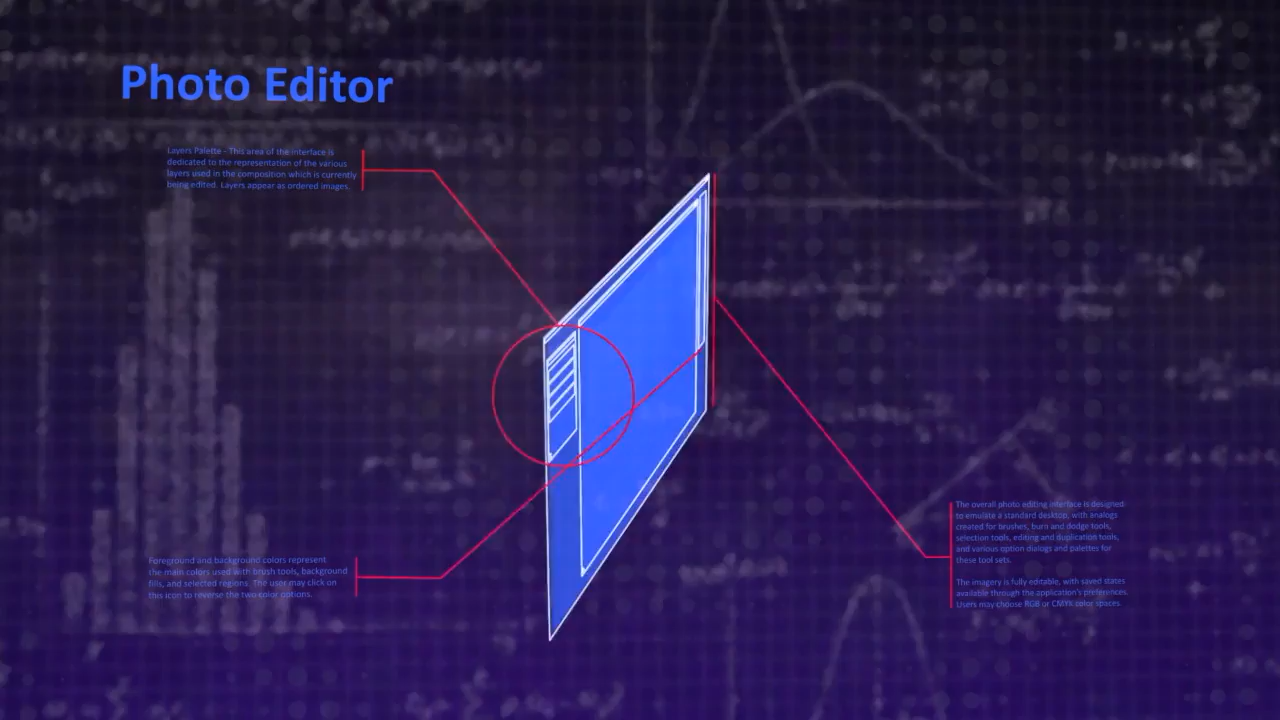 Photo Editor
Layers Palette - This area of the interface is
dedicated to the representation of the various
layers used in the composition which is currently
being edited. Layers appear as ordered images.
Foreground and background colors represent
the main colors used with brush tools, background
fills, and selected regions. The user may click on
this icon to reverse the two color options.
The overall photo editing interface is designed
to emulate a standard desktop, with analogs
created for brushes, burn and dodge tools,
selection tools, editing and duplication tools,
and various option dialogs and palettes for
these tool sets.
The imagery is fully editable, with saved states
available through the application's preferences.
Users may choose RGB or CMYK color spaces.